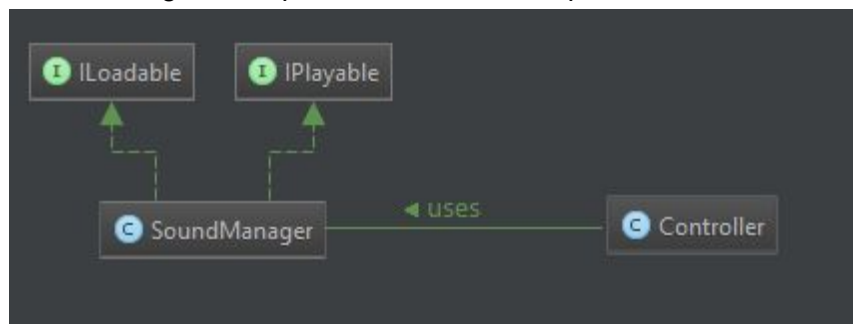 I ILoadable
I IPlayable
◄ uses
C SoundManager
C Controller